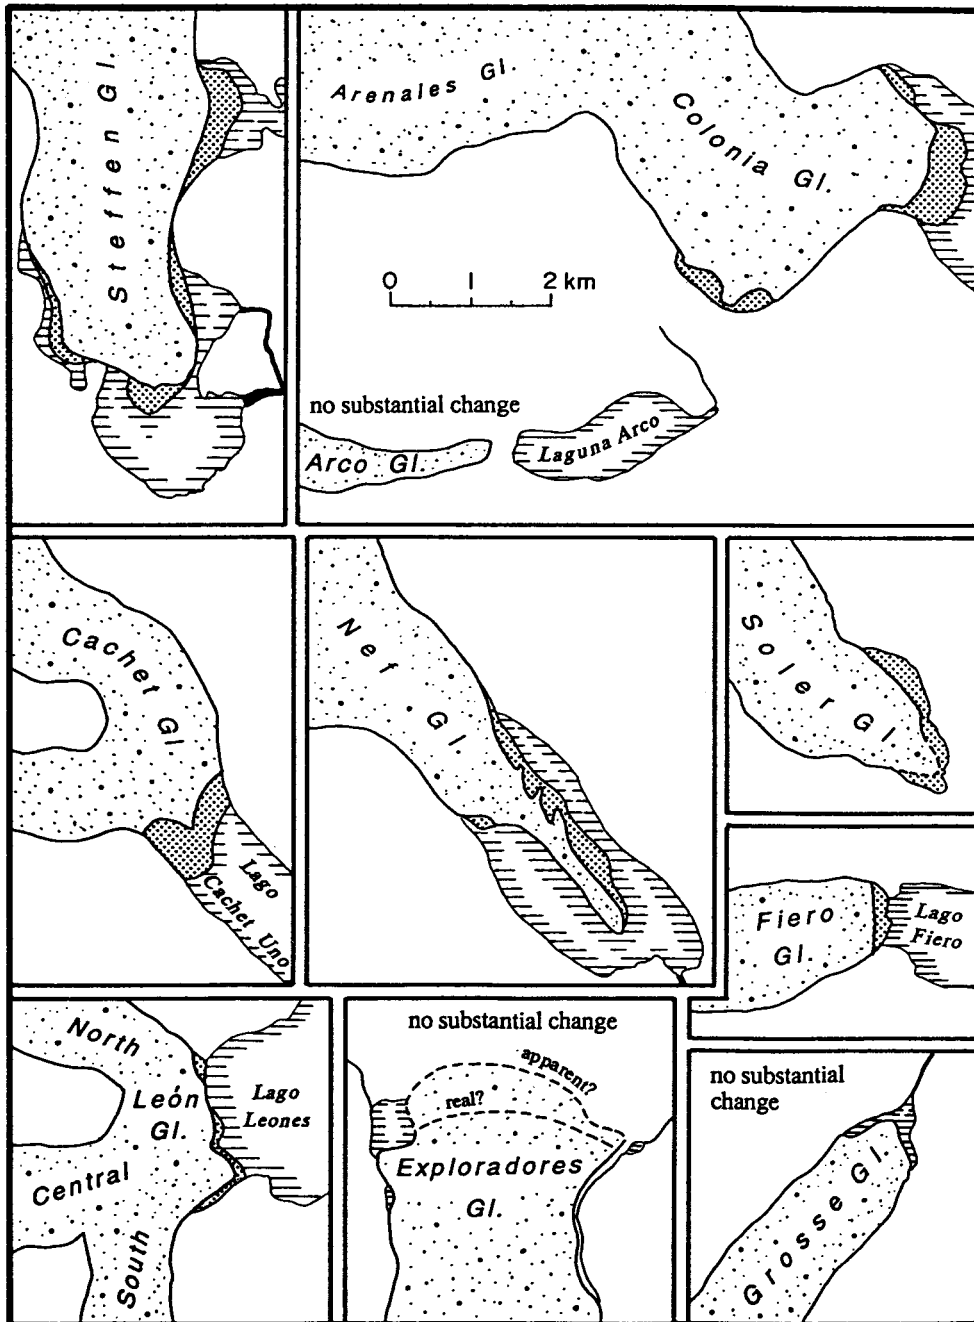 Steffen Gl.
Arenales Gl.
Colonia Gl.
0 1 2 km
no substantial change
Arco Gl.
Laguna Arco
Cachet Gl.
Lago
Cachet Uno
Nef Gl.
Soler Gl.
Fiero
Gl.
Lago
Fiero
North
León
Gl.
Central
South
Lago
Leones
no substantial change
apparent?
real?
Exploradores
Gl.
no substantial
change
Grosse Gl.